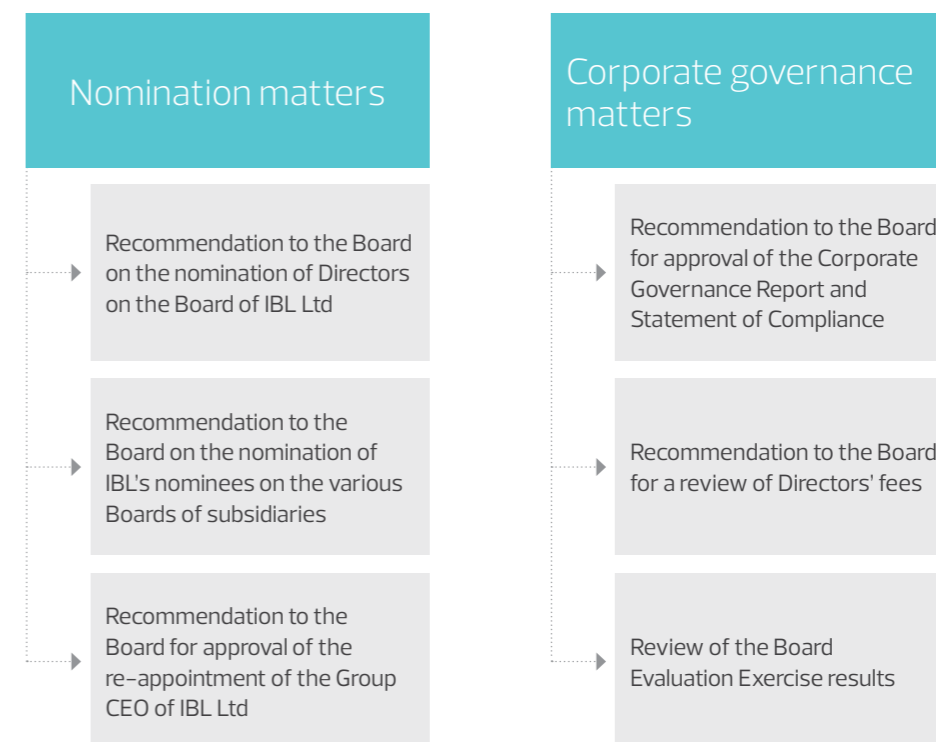 Nomination matters
Recommendation to the Board
on the nomination of Directors
on the Board of IBL Ltd
Recommendation to the
Board on the nomination of
IBL's nominees on the various
Boards of subsidiaries
Recommendation to the
Board for approval of the
re-appointment of the Group
CEO of IBL Ltd
Corporate governance
matters
Recommendation to the Board
for approval of the Corporate
Governance Report and
Statement of Compliance
Recommendation to the Board
for a review of Directors' fees
Review of the Board
Evaluation Exercise results